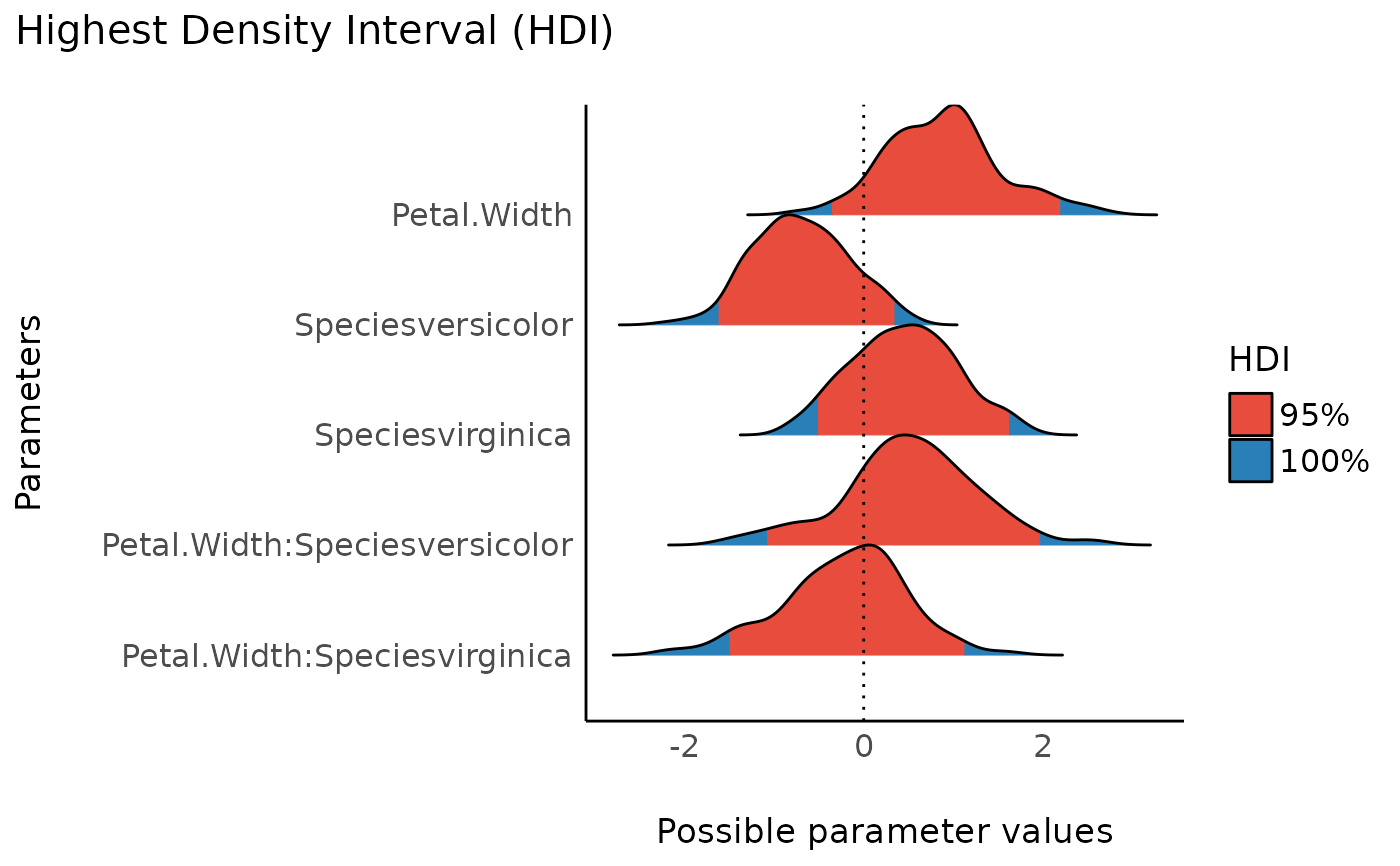 Highest Density Interval (HDI)
Parameters
Petal.Width
Speciesversicolor
Speciesvirginica
Petal.Width:Speciesversicolor
Petal.Width:Speciesvirginica
-2 0 2
Possible parameter values
HDI
95%
100%